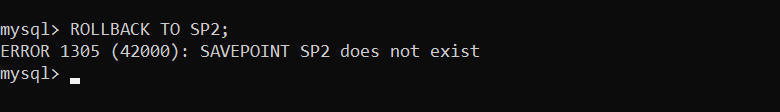 mysql> ROLLBACK TO SP2;
ERROR 1305 (42000): SAVEPOINT SP2 does not exist
mysql>